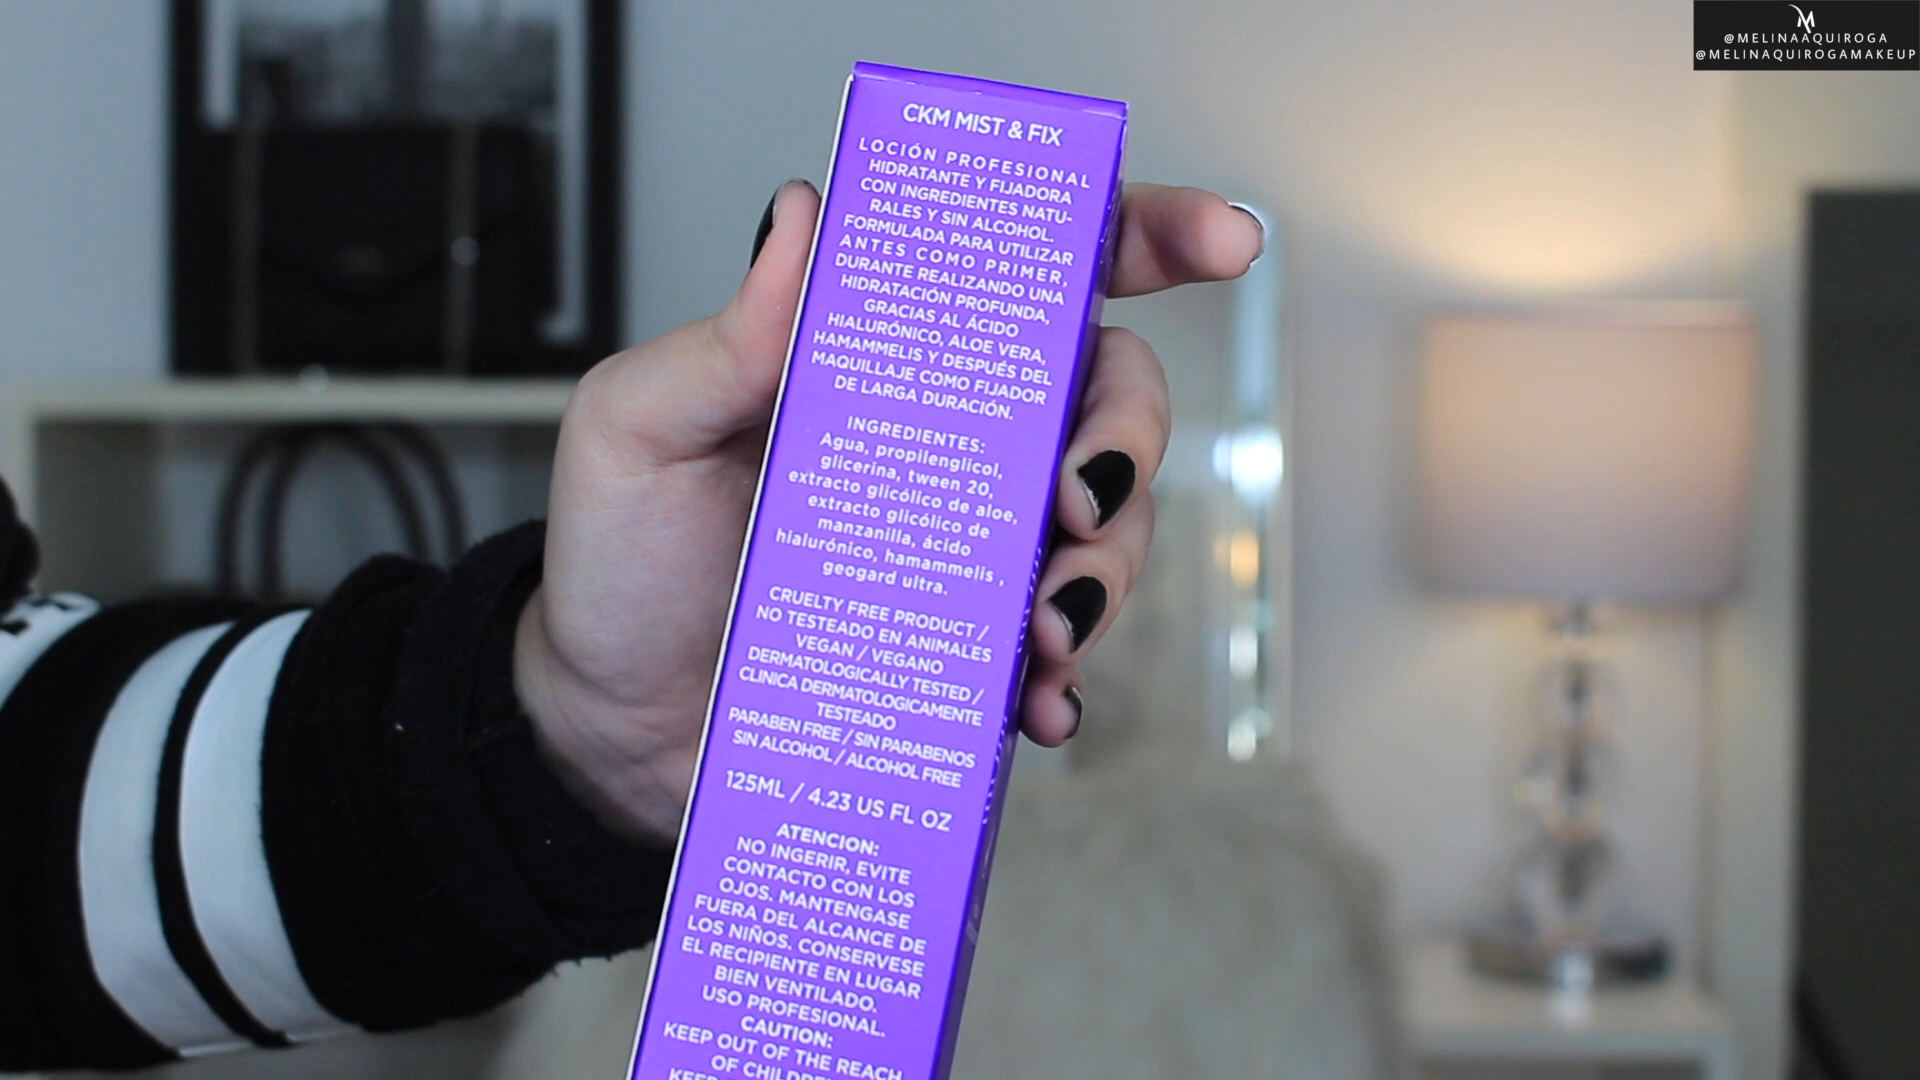 M
@MELINAAQUIROGA
@MELINAQUIROGAMAKEUP
CKM MIST & FIX
LOCIÓN PROFESIONAL
HIDRATANTE Y FIJADORA
CON INGREDIENTES NATU-
RALES Y SIN ALCOHOL.
FORMULADA PARA UTILIZAR
ANTES COMO PRIMER,
DURANTE REALIZANDO UNA
HIDRATACIÓN PROFUNDA,
GRACIAS AL ÁCIDO
HIALURÓNICO, ALOE VERA,
HAMAMMELIS Y DESPUÉS DEL
MAQUILLAJE COMO FIJADOR
DE LARGA DURACIÓN.
INGREDIENTES:
Agua, propilenglicol,
glicerina, tween 20,
extracto glicólico de aloe,
extracto glicólico de
manzanilla, ácido
hialurónico, hamammelis ,
geogard ultra.
CRUELTY FREE PRODUCT /
NO TESTEADO EN ANIMALES
VEGAN / VEGANO
DERMATOLOGICALLY TESTED /
CLINICA DERMATOLOGICAMENTE
TESTEADO
PARABEN FREE / SIN PARABENOS
SIN ALCOHOL / ALCOHOL FREE
125ML / 4.23 US FL OZ
ATENCION:
NO INGERIR, EVITE
CONTACTO CON LOS
OJOS. MANTENGASE
FUERA DEL ALCANCE DE
LOS NIÑOS. CONSERVESE
EL RECIPIENTE EN LUGAR
BIEN VENTILADO.
USO PROFESIONAL.
CAUTION:
KEEP OUT OF THE REACH
OF
KEEP